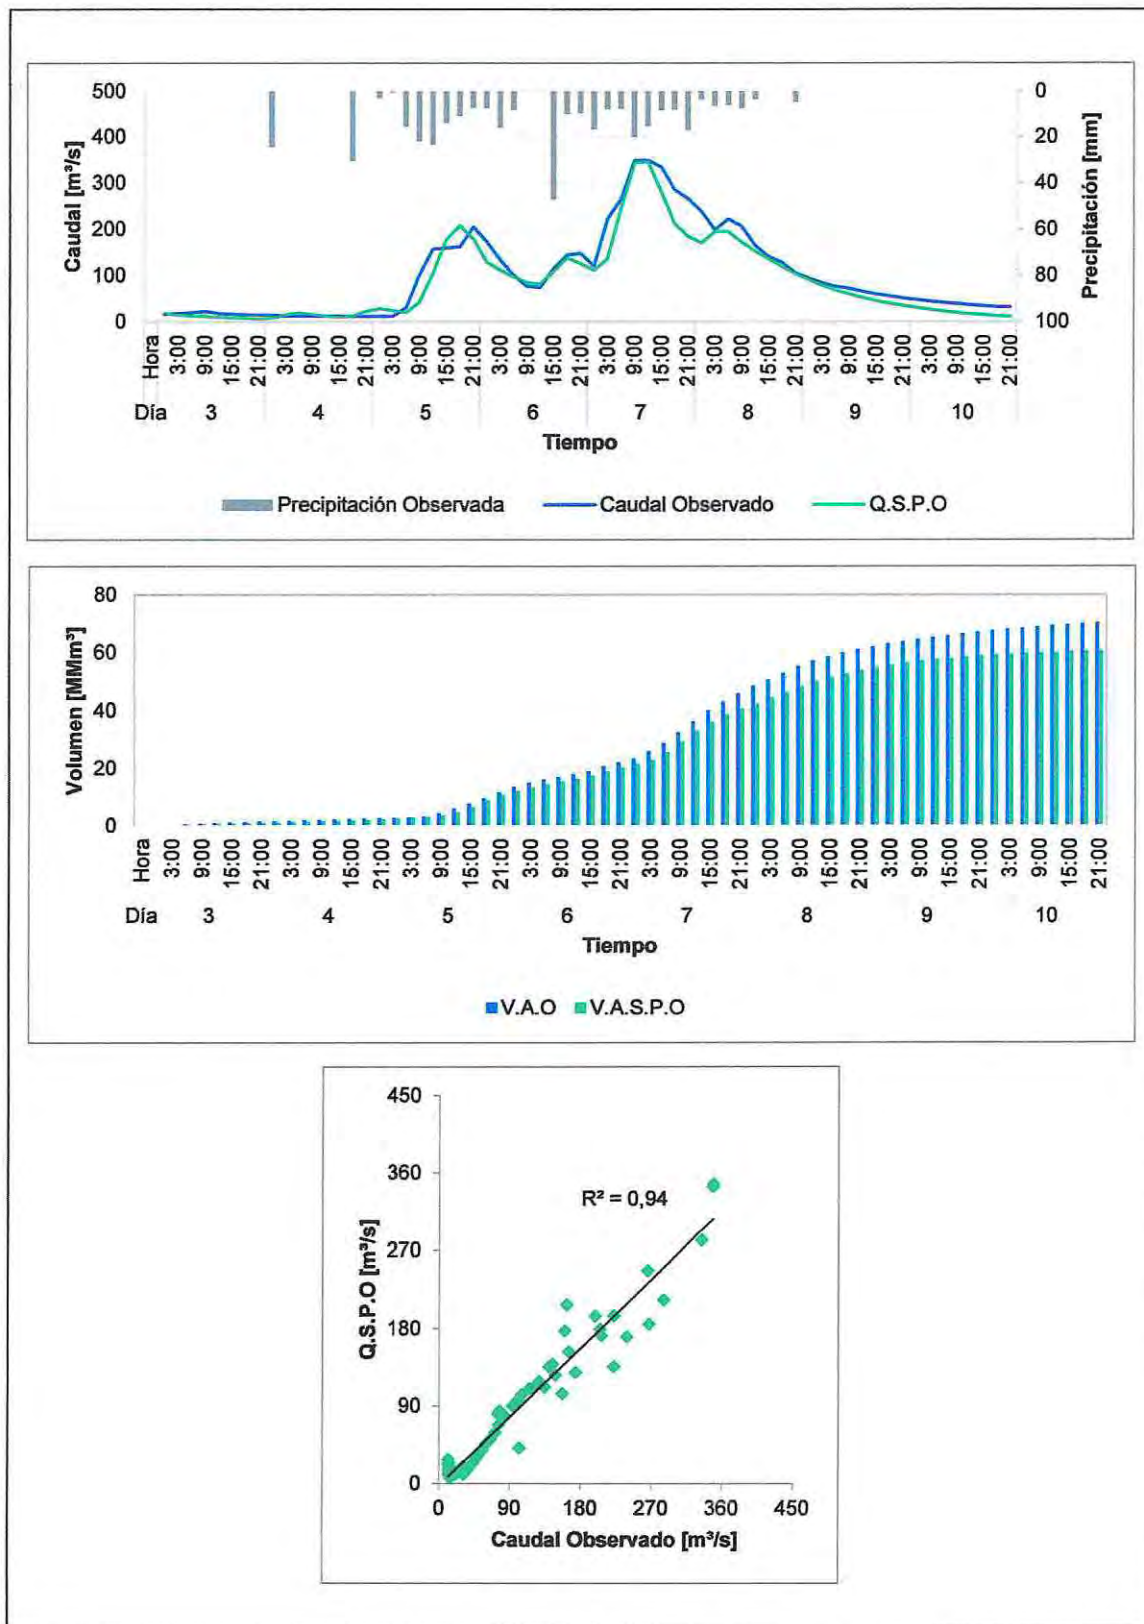 500
400
300
200
100
0
Caudal [m³/s]
0
20
40
60
80
100
Precipitación [mm]
Hora 3:00 9:00 15:00 21:00 3:00 9:00 15:00 21:00 3:00 9:00 15:00 21:00 3:00 9:00 15:00 21:00 3:00 9:00 15:00 21:00 3:00 9:00 15:00 21:00 3:00 9:00 15:00 21:00 3:00 9:00 15:00 21:00
Día 3 4 5 6 7 8 9 10
Tiempo
Precipitación Observada Caudal Observado Q.S.P.O
80
60
40
20
0
Volumen [MMm³]
Hora 3:00 9:00 15:00 21:00 3:00 9:00 15:00 21:00 3:00 9:00 15:00 21:00 3:00 9:00 15:00 21:00 3:00 9:00 15:00 21:00 3:00 9:00 15:00 21:00 3:00 9:00 15:00 21:00 3:00 9:00 15:00 21:00
Día 3 4 5 6 7 8 9 10
Tiempo
V.A.O V.A.S.P.O
450
360
270
180
90
0
Q.S.P.O [m³/s]
R² = 0,94
0 90 180 270 360 450
Caudal Observado [m³/s]